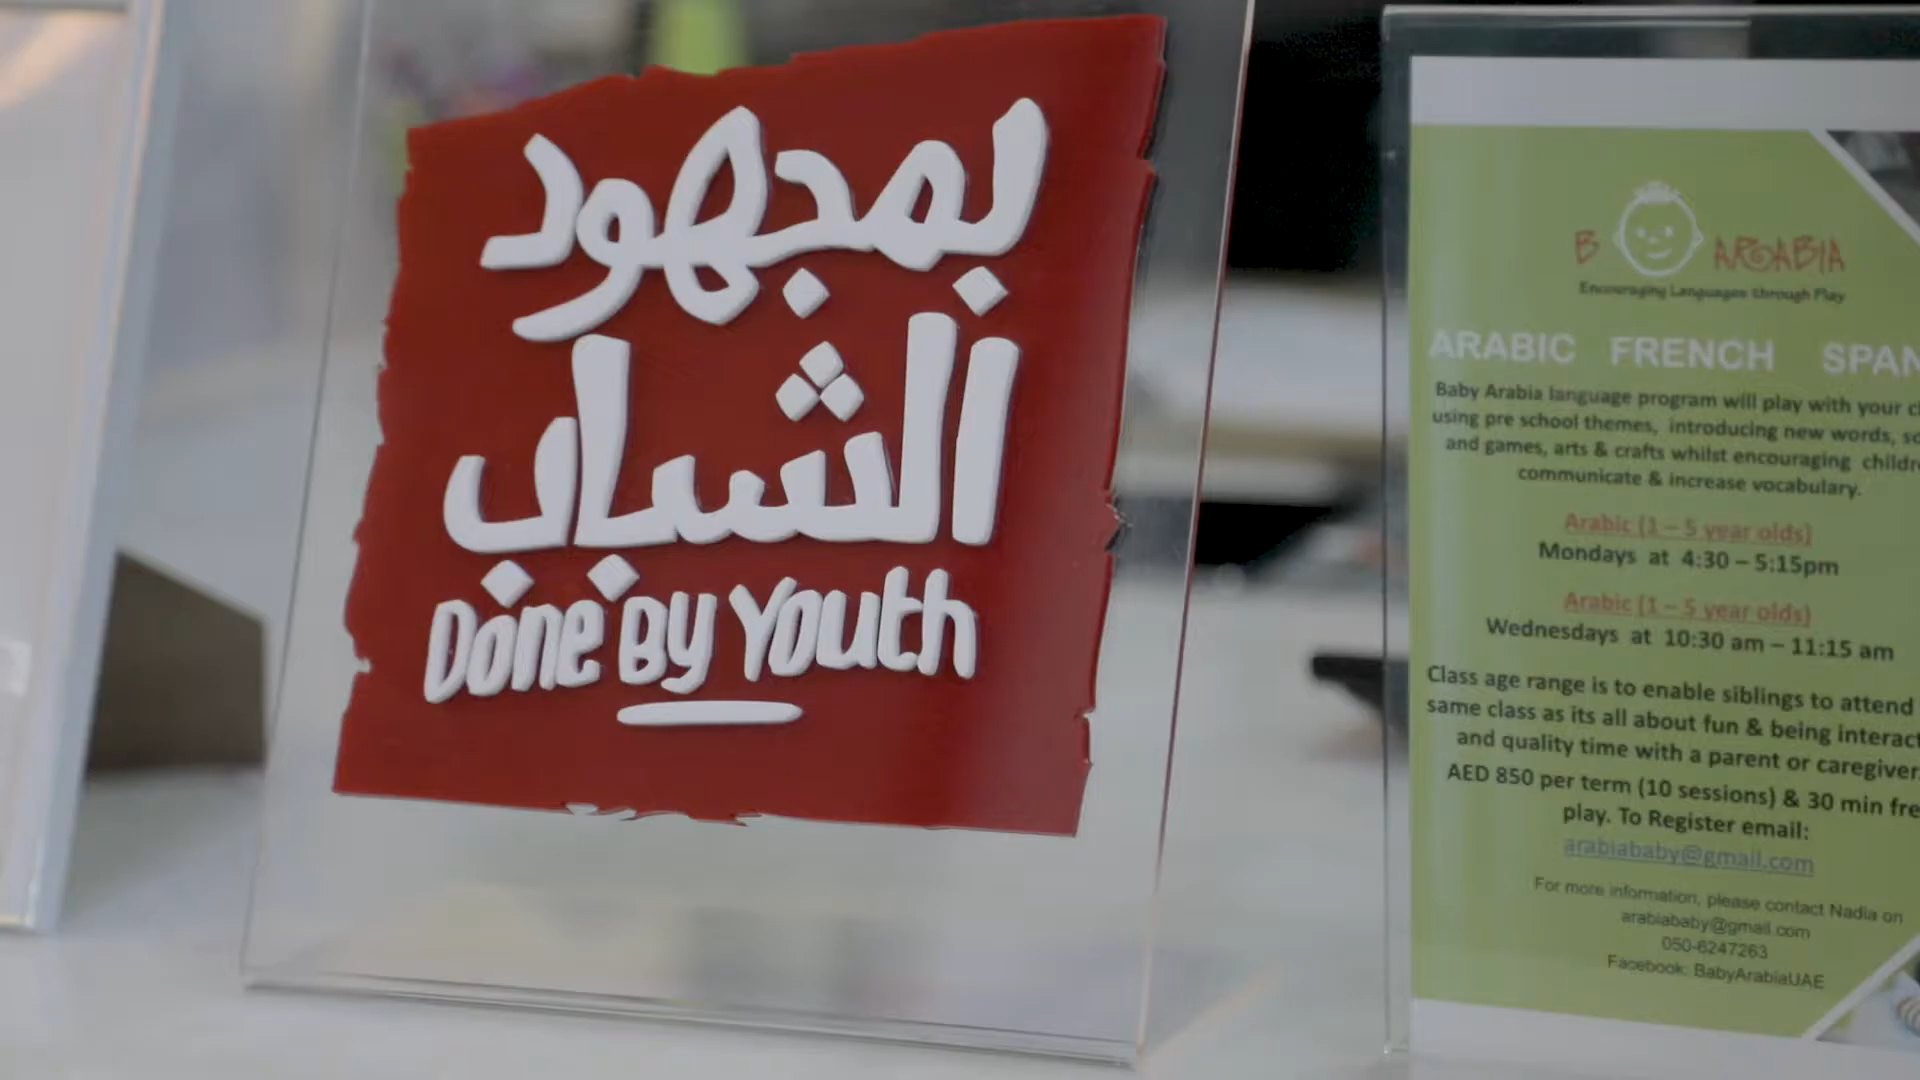 بمجهود
الشباب
Done By Youth
B ARABIA
Encouraging Languages through Play
ARABIC FRENCH
Baby Arabia language program will play with your
using pre school themes, introducing new words,
and games, arts & crafts whilst encouraging
communicate & increase vocabulary.
Arabic (1 – 5 year olds)
Mondays at 4:30 – 5:15pm
Arabic (1 – 5 year olds)
Wednesdays at 10:30 am – 11:15 am
Class age range is to enable siblings to attend
same class as its all about fun & being
and quality time with a parent or caregiver
AED 850 per term (10 sessions) & 30 min
play. To Register email:
arabiababy@gmail.com
For more information, please contact Nadia on
arabiababy@gmail.com
050-6247263
Facebook: BabyArabiaUAE